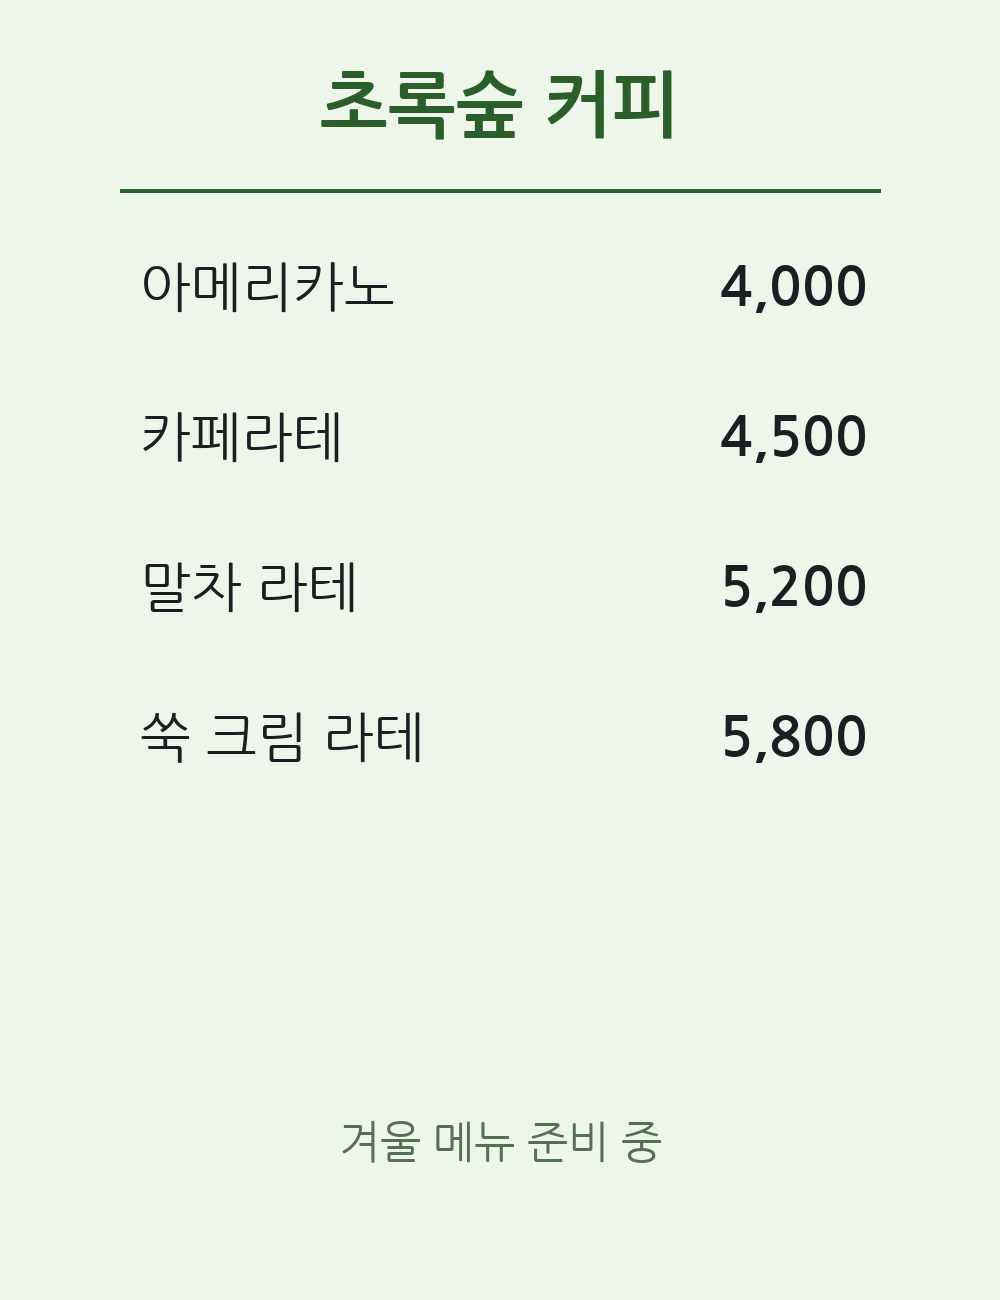 초록숲 커피
아메리카노 4,000
카페라테 4,500
말차 라테 5,200
쑥 크림 라테 5,800
겨울 메뉴 준비 중